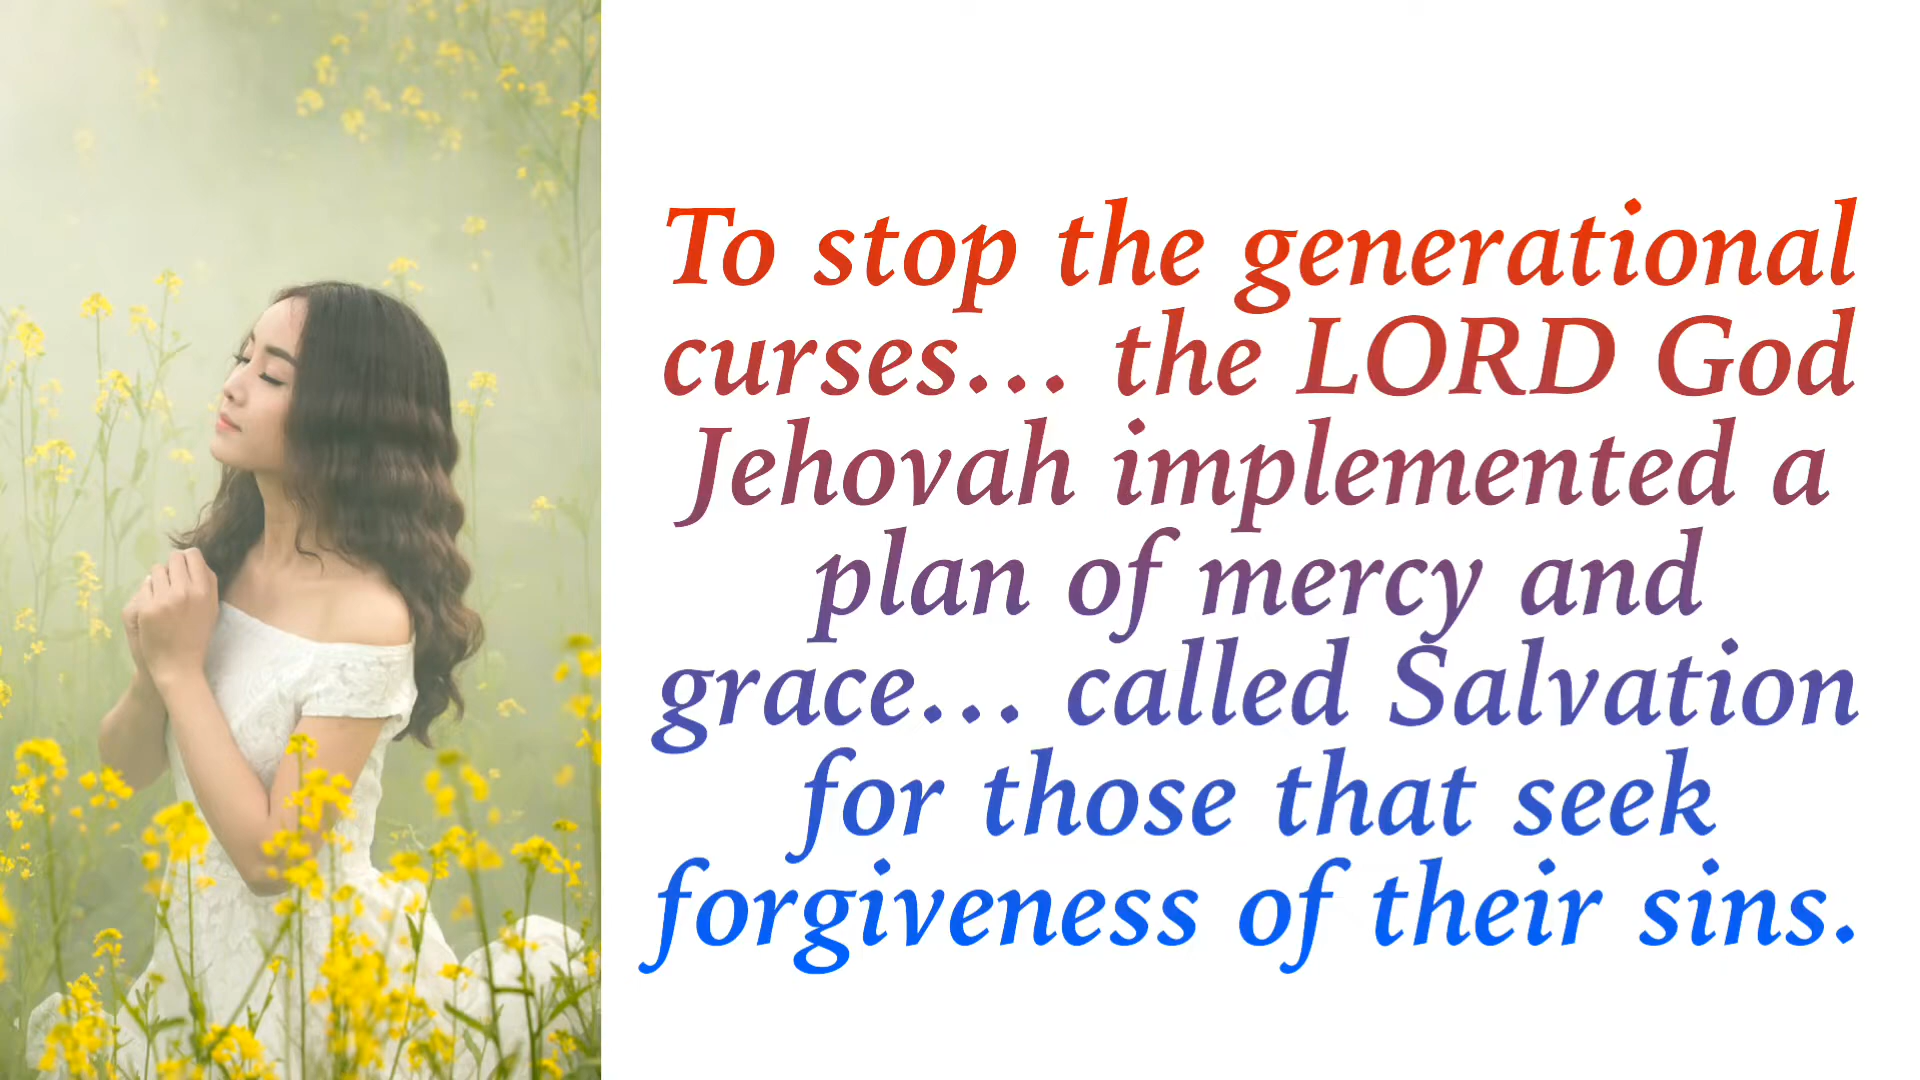 To stop the generational
curses… the LORD God
Jehovah implemented a
plan of mercy and
grace… called Salvation
for those that seek
forgiveness of their sins.